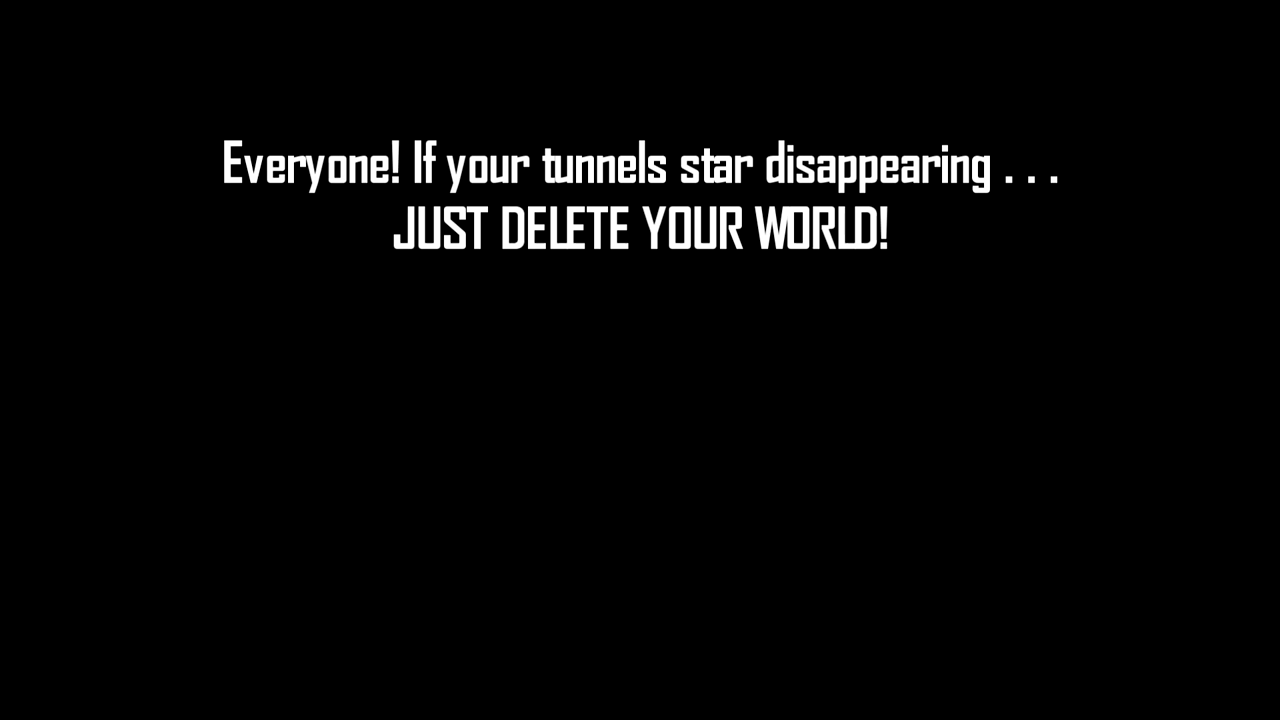 Everyone! If your tunnels star disappearing . . .
JUST DELETE YOUR WORLD!